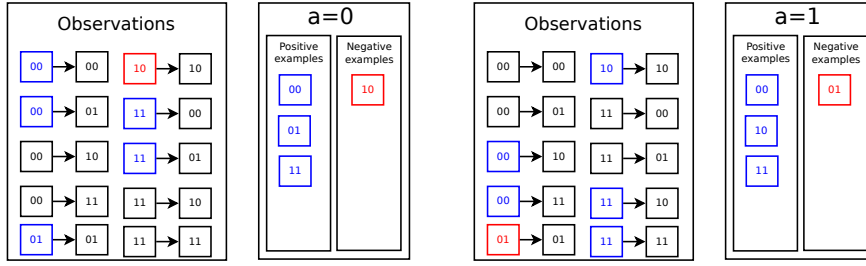 Observations
00 00 10 10
00 01 11 00
00 10 11 01
00 11 11 10
01 01 11 11
a=0
Positive
examples
Negative
examples
00
10
01
11
Observations
00 00 10 10
00 01 11 00
00 10 11 01
00 11 11 10
01 01 11 11
a=1
Positive
examples
Negative
examples
00
01
10
11